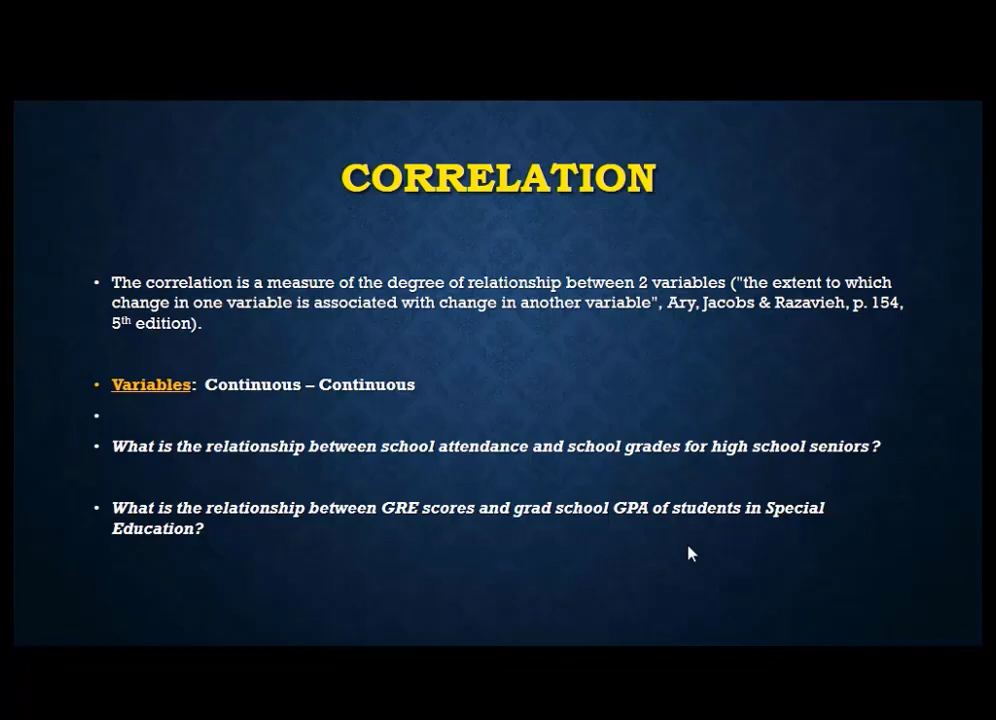 CORRELATION
• The correlation is a measure of the degree of relationship between 2 variables ("the extent to which
change in one variable is associated with change in another variable", Ary, Jacobs & Razavieh, p. 154,
5th edition).
• Variables: Continuous – Continuous
•
• What is the relationship between school attendance and school grades for high school seniors?
• What is the relationship between GRE scores and grad school GPA of students in Special
Education?